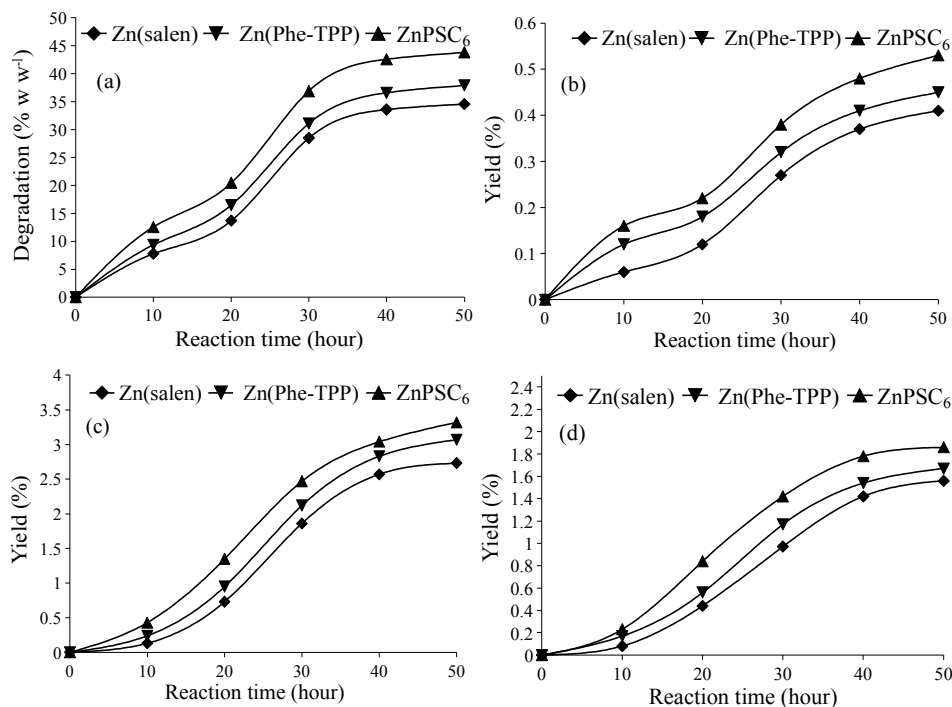 Zn(salen) Zn(Phe-TPP) ZnPSC₆
(a)
Degradation (% w w⁻¹)
50
45
40
35
30
25
20
15
10
5
0
0 10 20 30 40 50
Reaction time (hour)
Zn(salen) Zn(Phe-TPP) ZnPSC₆
(b)
Yield (%)
0.6
0.5
0.4
0.3
0.2
0.1
0
0 10 20 30 40 50
Reaction time (hour)
Zn(salen) Zn(Phe-TPP) ZnPSC₆
(c)
Yield (%)
4
3.5
3
2.5
2
1.5
1
0.5
0
0 10 20 30 40 50
Reaction time (hour)
Zn(salen) Zn(Phe-TPP) ZnPSC₆
(d)
Yield (%)
2.4
2.2
2
1.8
1.6
1.4
1.2
1
0.8
0.6
0.4
0.2
0
0 10 20 30 40 50
Reaction time (hour)